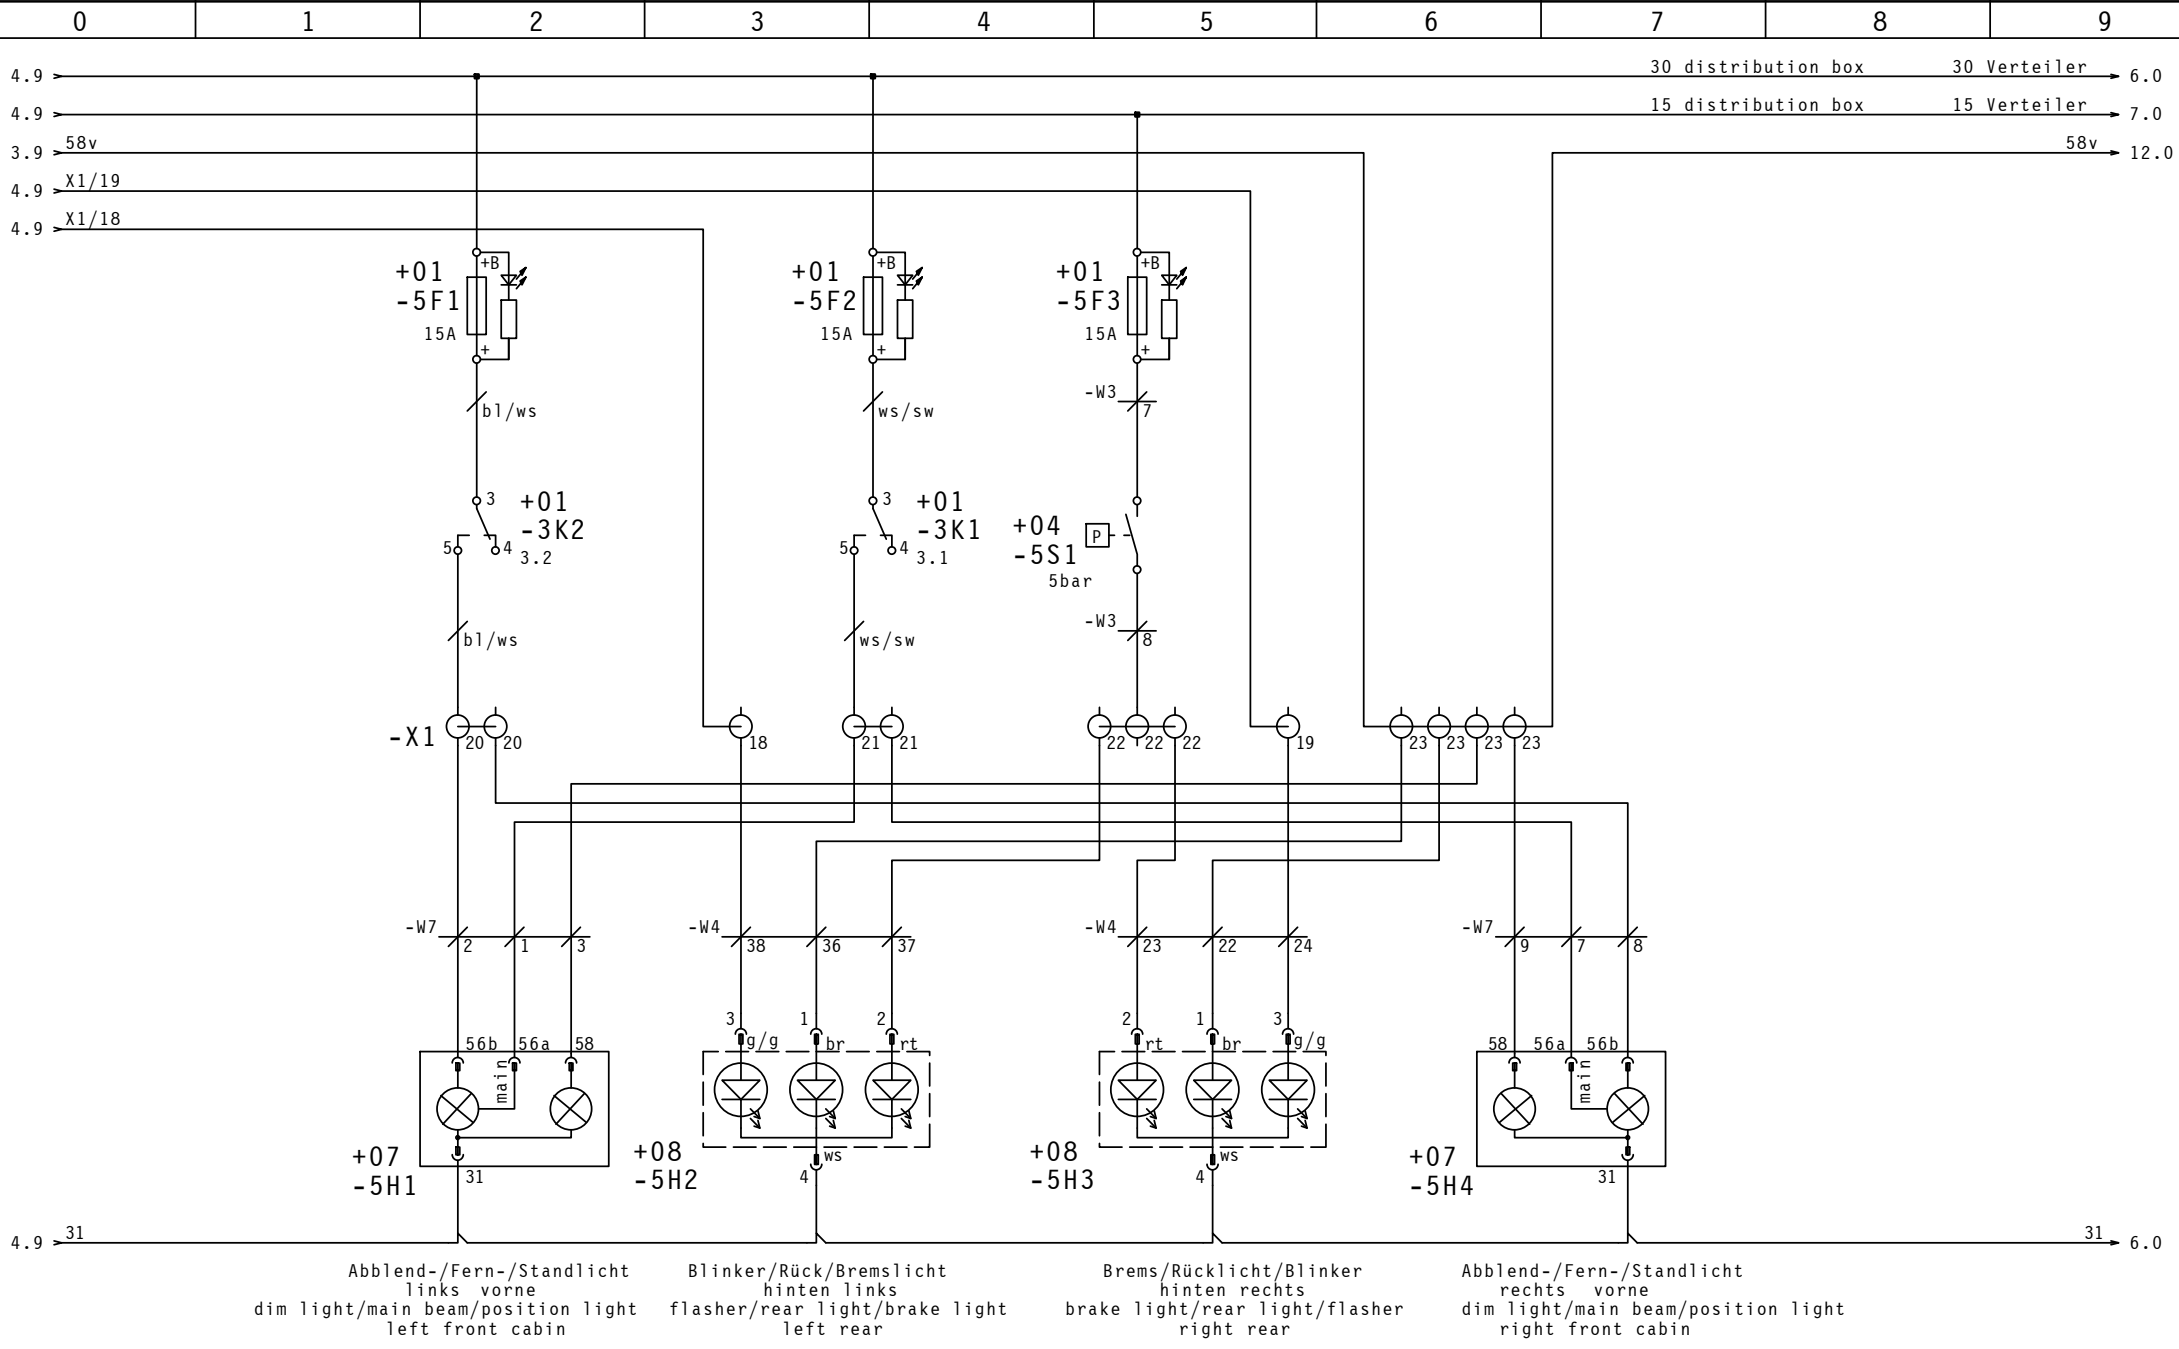 0 1 2 3 4 5 6 7 8 9
4.9 30 distribution box 30 Verteiler 6.0
4.9 15 distribution box 15 Verteiler 7.0
3.9 58v 58v 12.0
4.9 X1/19
4.9 X1/18
+01 +B +01 +B +01 +B
-5F1 -5F2 -5F3
15A 15A 15A
+ + +
-W3
bl/ws ws/sw 7
3 +01 3 +01 +04
-3K2 -3K1 -5S1 P
5 4 3.2 5 4 3.1
5bar
-W3
bl/ws ws/sw 8
-X1 20 20 18 21 21 22 22 22 19 23 23 23 23
-W7 -W4 -W4 -W7
2 1 3 38 36 37 23 22 24 9 7 8
3 1 2 2 1 3
56b 56a 58 g/g br rt rt br g/g 58 56a 56b
main main
+07 +08 ws +08 ws +07
-5H1 31 -5H2 4 -5H3 4 -5H4 31
4.9 31 31 6.0
Abblend-/Fern-/Standlicht Blinker/Rück/Bremslicht Brems/Rücklicht/Blinker Abblend-/Fern-/Standlicht
links vorne hinten links hinten rechts rechts vorne
dim light/main beam/position light flasher/rear light/brake light brake light/rear light/flasher dim light/main beam/position light
left front cabin left rear right rear right front cabin